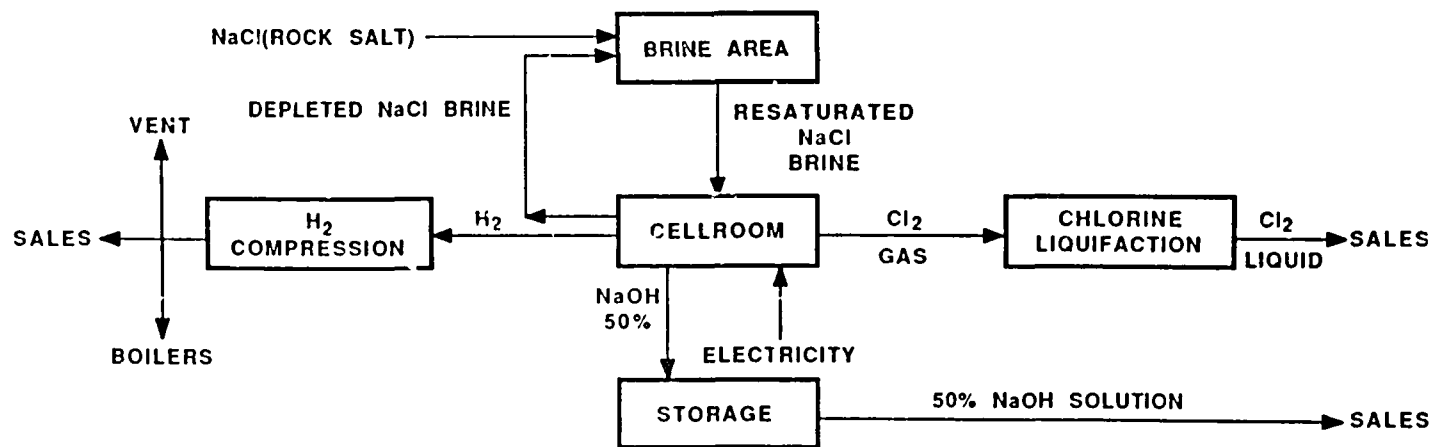 NaCl(ROCK SALT)
BRINE AREA
DEPLETED NaCl BRINE
RESATURATED
NaCl
BRINE
VENT
SALES
H2
COMPRESSION
H2
CELLROOM
Cl2
GAS
CHLORINE
LIQUIFACTION
Cl2
LIQUID
SALES
BOILERS
NaOH
50%
ELECTRICITY
STORAGE
50% NaOH SOLUTION
SALES